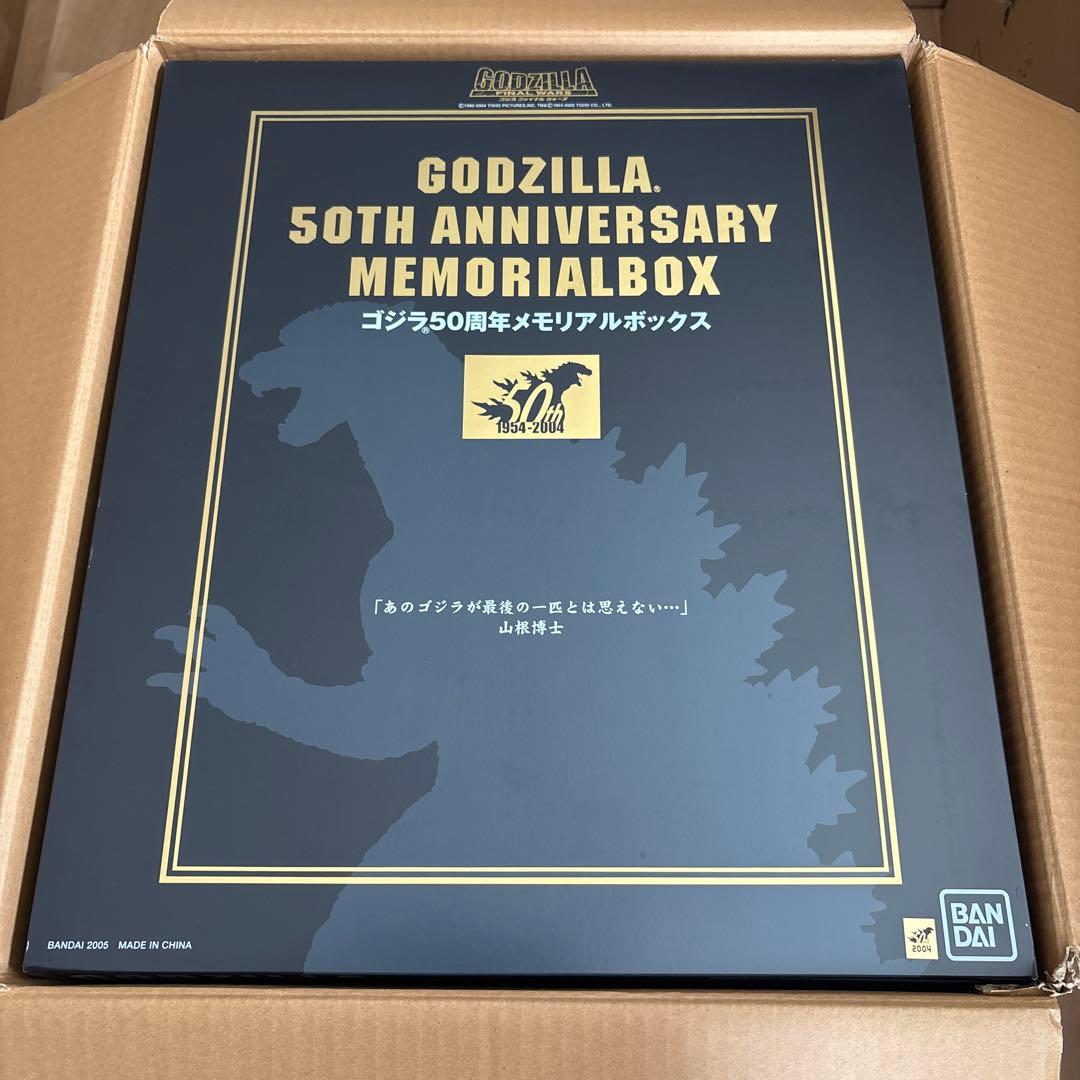 GODZILLA
FINAL WARS
ゴジラ ファイナル ウォーズ
GODZILLA®
50TH ANNIVERSARY
MEMORIALBOX
ゴジラ®50周年メモリアルボックス
50th
1954-2004
「あのゴジラが最後の一匹とは思えない…」
山根博士
BANDAI 2005 MADE IN CHINA
2004
BAN
DAI